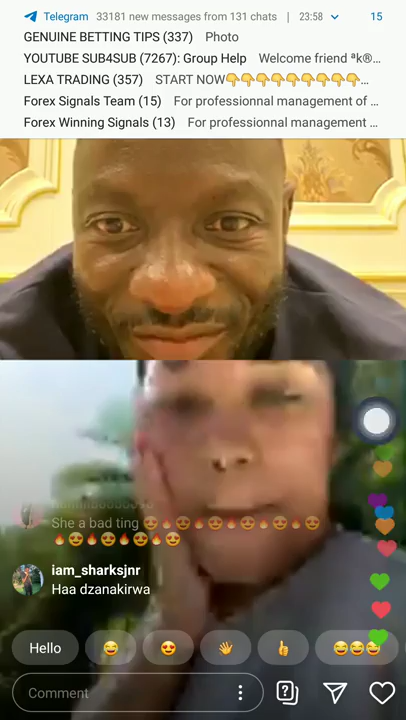 Telegram 33181 new messages from 131 chats | 23:58 15
GENUINE BETTING TIPS (337) Photo
YOUTUBE SUB4SUB (7267): Group Help Welcome friend ªk®...
LEXA TRADING (357) START NOW👇👇👇👇👇👇👇👇👇...
Forex Signals Team (15) For professionnal management of ...
Forex Winning Signals (13) For professionnal management ...
She a bad ting 😍🔥😍🔥😍🔥😍🔥😍🔥😍
🔥😍🔥😍🔥😍🔥😍
iam_sharksjnr
Haa dzanakirwa
Hello 😂 😍 👋 👍 😂😂😂
Comment